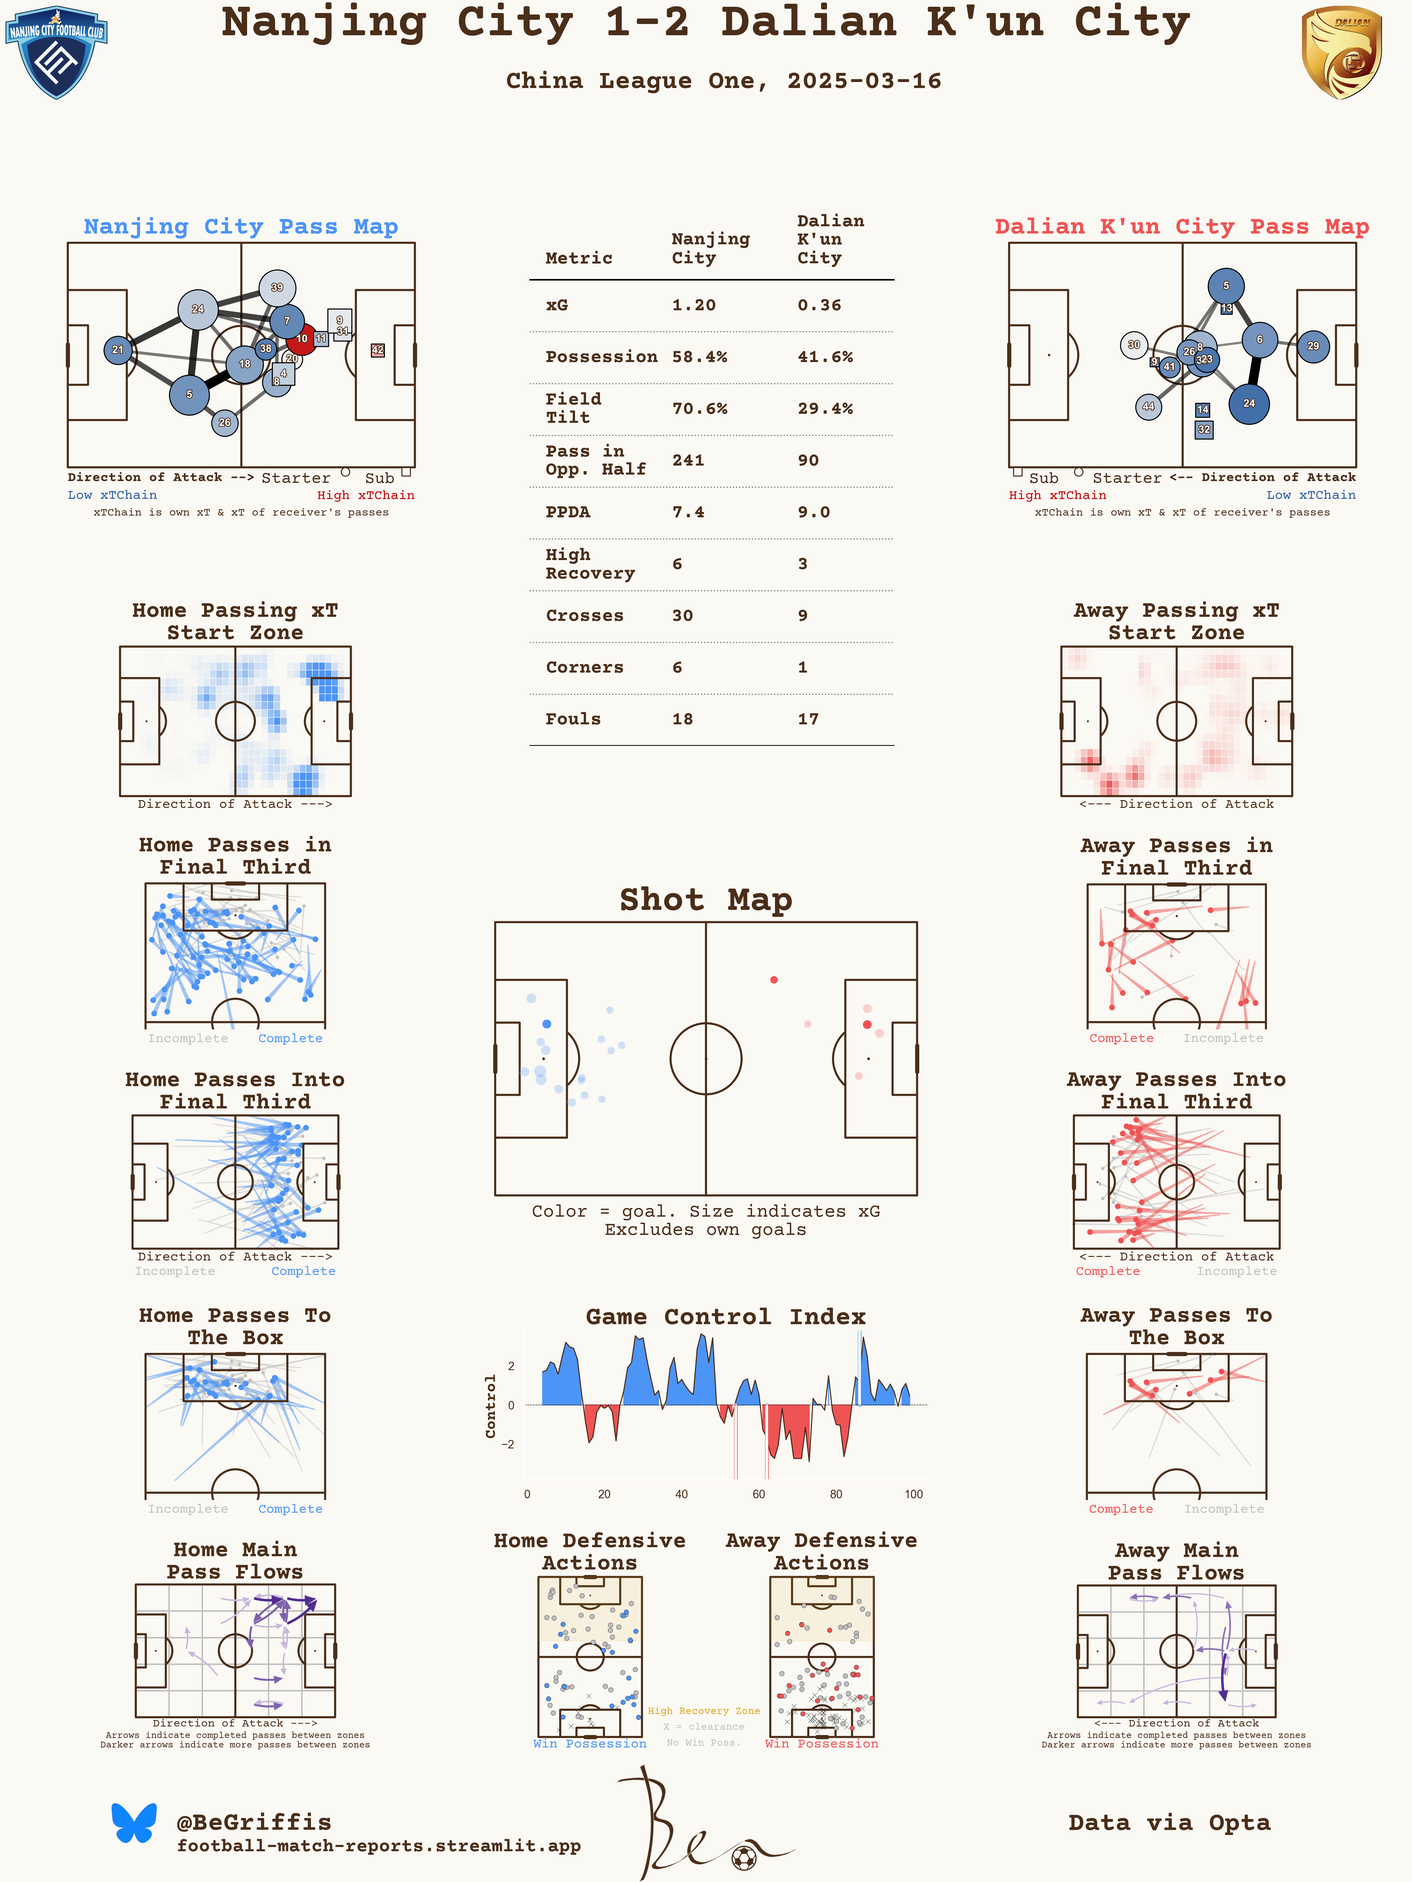 Nanjing City 1-2 Dalian K'un City
China League One, 2025-03-16
NANJING CITY FOOTBALL CLUB
DALIAN
Nanjing City Pass Map
39
24
7
9
31
10
11
21
38
42
20
18
4
8
5
26
Direction of Attack --> Starter Sub
Low xTChain High xTChain
xTChain is own xT & xT of receiver's passes
Metric Nanjing City Dalian K'un City
xG 1.20 0.36
Possession 58.4% 41.6%
Field Tilt 70.6% 29.4%
Pass in Opp. Half 241 90
PPDA 7.4 9.0
High Recovery 6 3
Crosses 30 9
Corners 6 1
Fouls 18 17
Dalian K'un City Pass Map
5
13
30
8
6
29
26
23
41
44
24
14
32
Sub Starter <-- Direction of Attack
High xTChain Low xTChain
xTChain is own xT & xT of receiver's passes
Home Passing xT
Start Zone
Direction of Attack --->
Away Passing xT
Start Zone
<--- Direction of Attack
Home Passes in
Final Third
Incomplete Complete
Away Passes in
Final Third
Complete Incomplete
Shot Map
Color = goal. Size indicates xG
Excludes own goals
Home Passes Into
Final Third
Direction of Attack --->
Incomplete Complete
Away Passes Into
Final Third
<--- Direction of Attack
Complete Incomplete
Home Passes To
The Box
Incomplete Complete
Game Control Index
Control
2
0
−2
0 20 40 60 80 100
Away Passes To
The Box
Complete Incomplete
Home Main
Pass Flows
Direction of Attack --->
Arrows indicate completed passes between zones
Darker arrows indicate more passes between zones
Home Defensive
Actions
Win Possession
High Recovery Zone
X = clearance
No Win Poss.
Away Defensive
Actions
Win Possession
Away Main
Pass Flows
<--- Direction of Attack
Arrows indicate completed passes between zones
Darker arrows indicate more passes between zones
@BeGriffis
football-match-reports.streamlit.app
Ben
Data via Opta